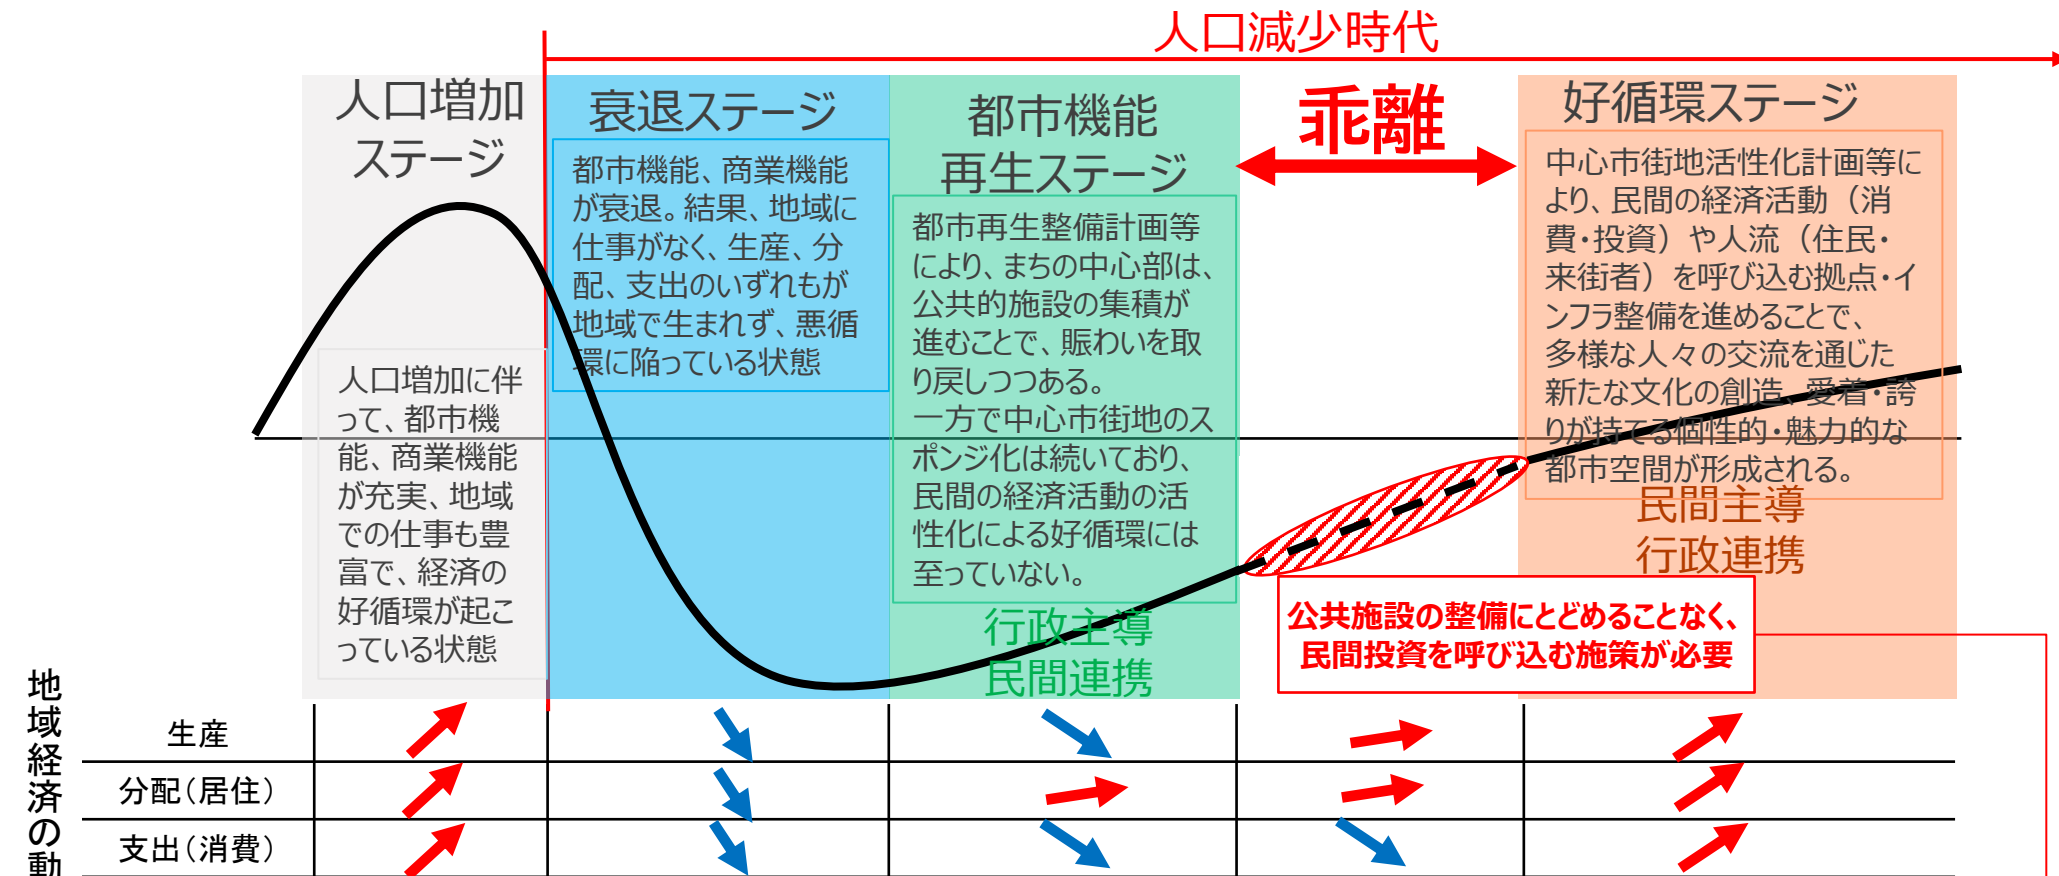 人口減少時代
人口増加
ステージ
人口増加に伴
って、都市機
能、商業機能
が充実、地域
での仕事も豊
富で、経済の
好循環が起こ
っている状態
衰退ステージ
都市機能、商業機能
が衰退。結果、地域に
仕事がなく、生産、分
配、支出のいずれもが
地域で生まれず、悪循
環に陥っている状態
都市機能
再生ステージ
都市再生整備計画等
により、まちの中心部は、
公共的施設の集積が
進むことで、賑わいを取
り戻しつつある。
一方で中心市街地のス
ポンジ化は続いており、
民間の経済活動の活
性化による好循環には
至っていない。
行政主導
民間連携
乖離
好循環ステージ
中心市街地活性化計画等に
より、民間の経済活動（消
費・投資）や人流（住民・
来街者）を呼び込む拠点・イ
ンフラ整備を進めることで、
多様な人々の交流を通じた
新たな文化の創造、愛着・誇
りが持てる個性的・魅力的な
都市空間が形成される。
民間主導
行政連携
公共施設の整備にとどめることなく、
民間投資を呼び込む施策が必要
地域経済の動
生産
分配（居住）
支出（消費）